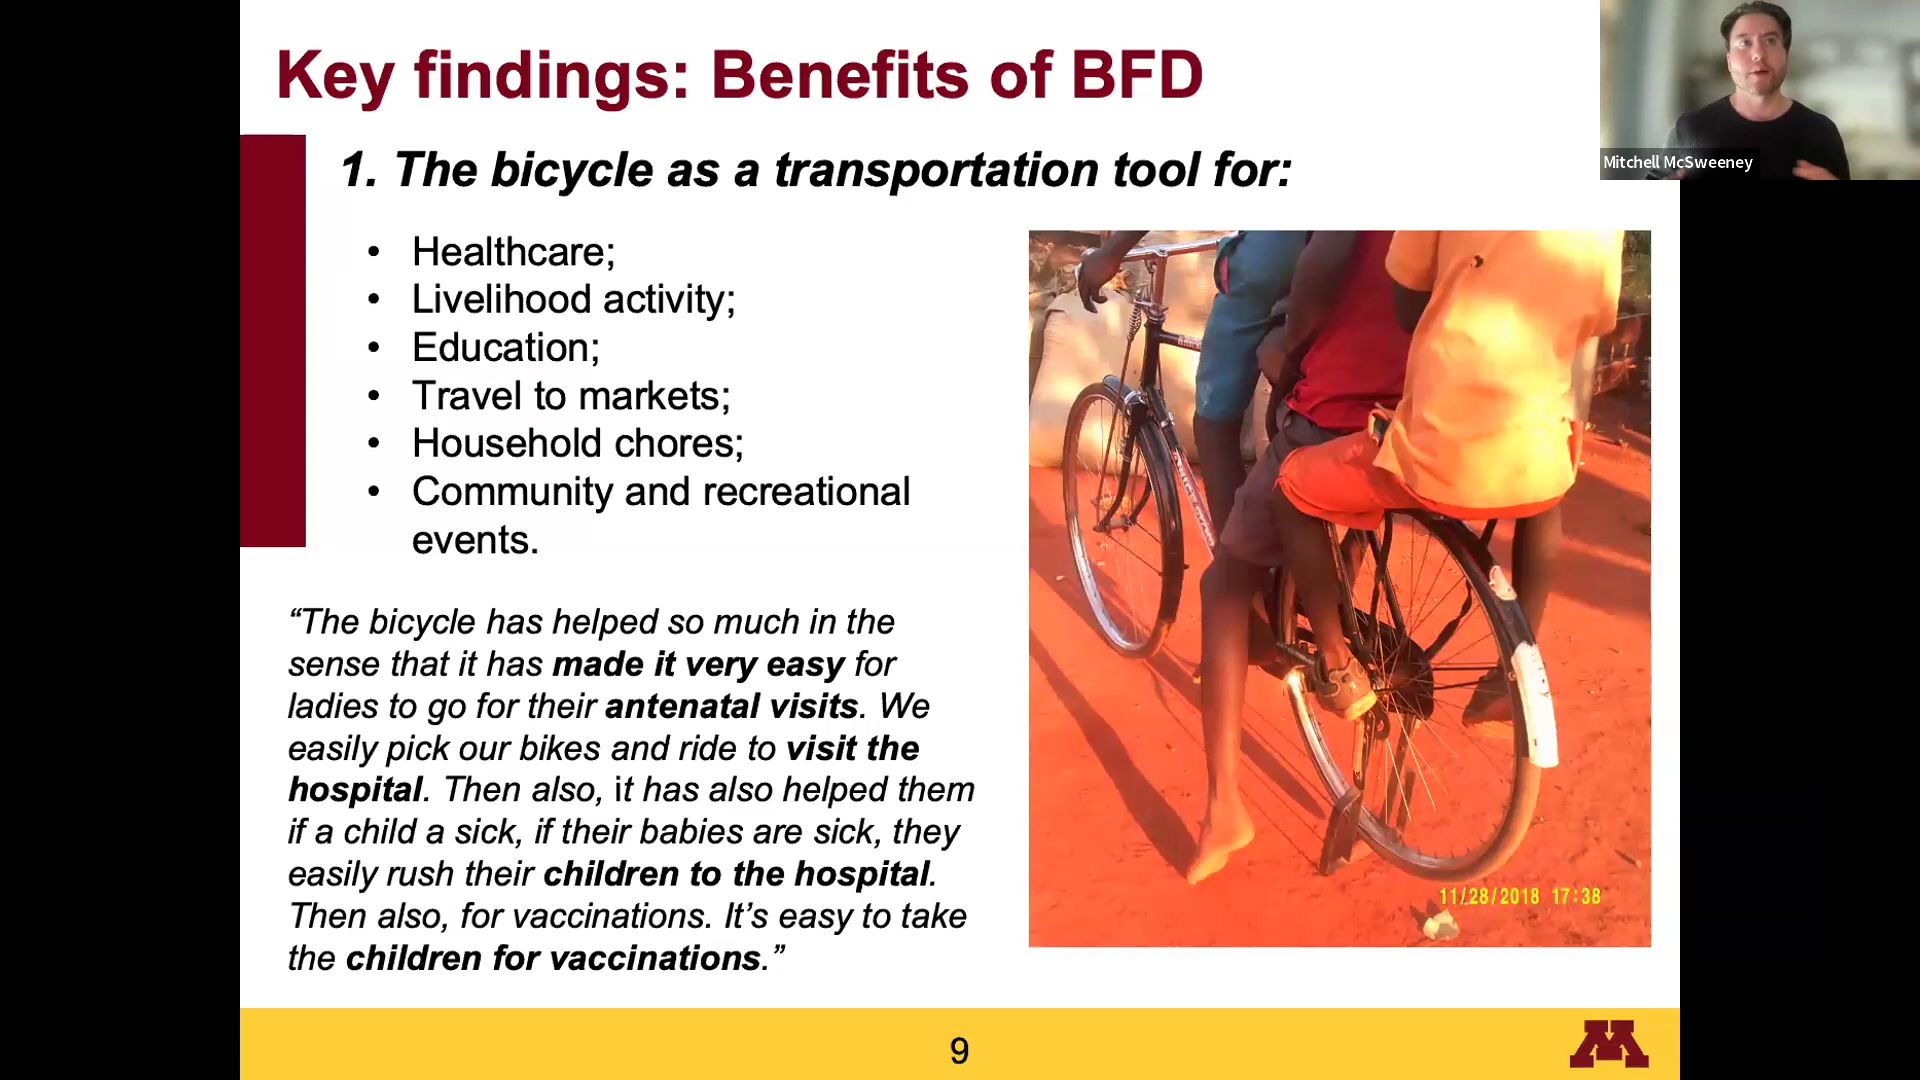 Key findings: Benefits of BFD
Mitchell McSweeney
1. The bicycle as a transportation tool for:
• Healthcare;
• Livelihood activity;
• Education;
• Travel to markets;
• Household chores;
• Community and recreational
events.
“The bicycle has helped so much in the
sense that it has made it very easy for
ladies to go for their antenatal visits. We
easily pick our bikes and ride to visit the
hospital. Then also, it has also helped them
if a child a sick, if their babies are sick, they
easily rush their children to the hospital.
Then also, for vaccinations. It’s easy to take
the children for vaccinations.”
11/28/2018 17:38
9
M